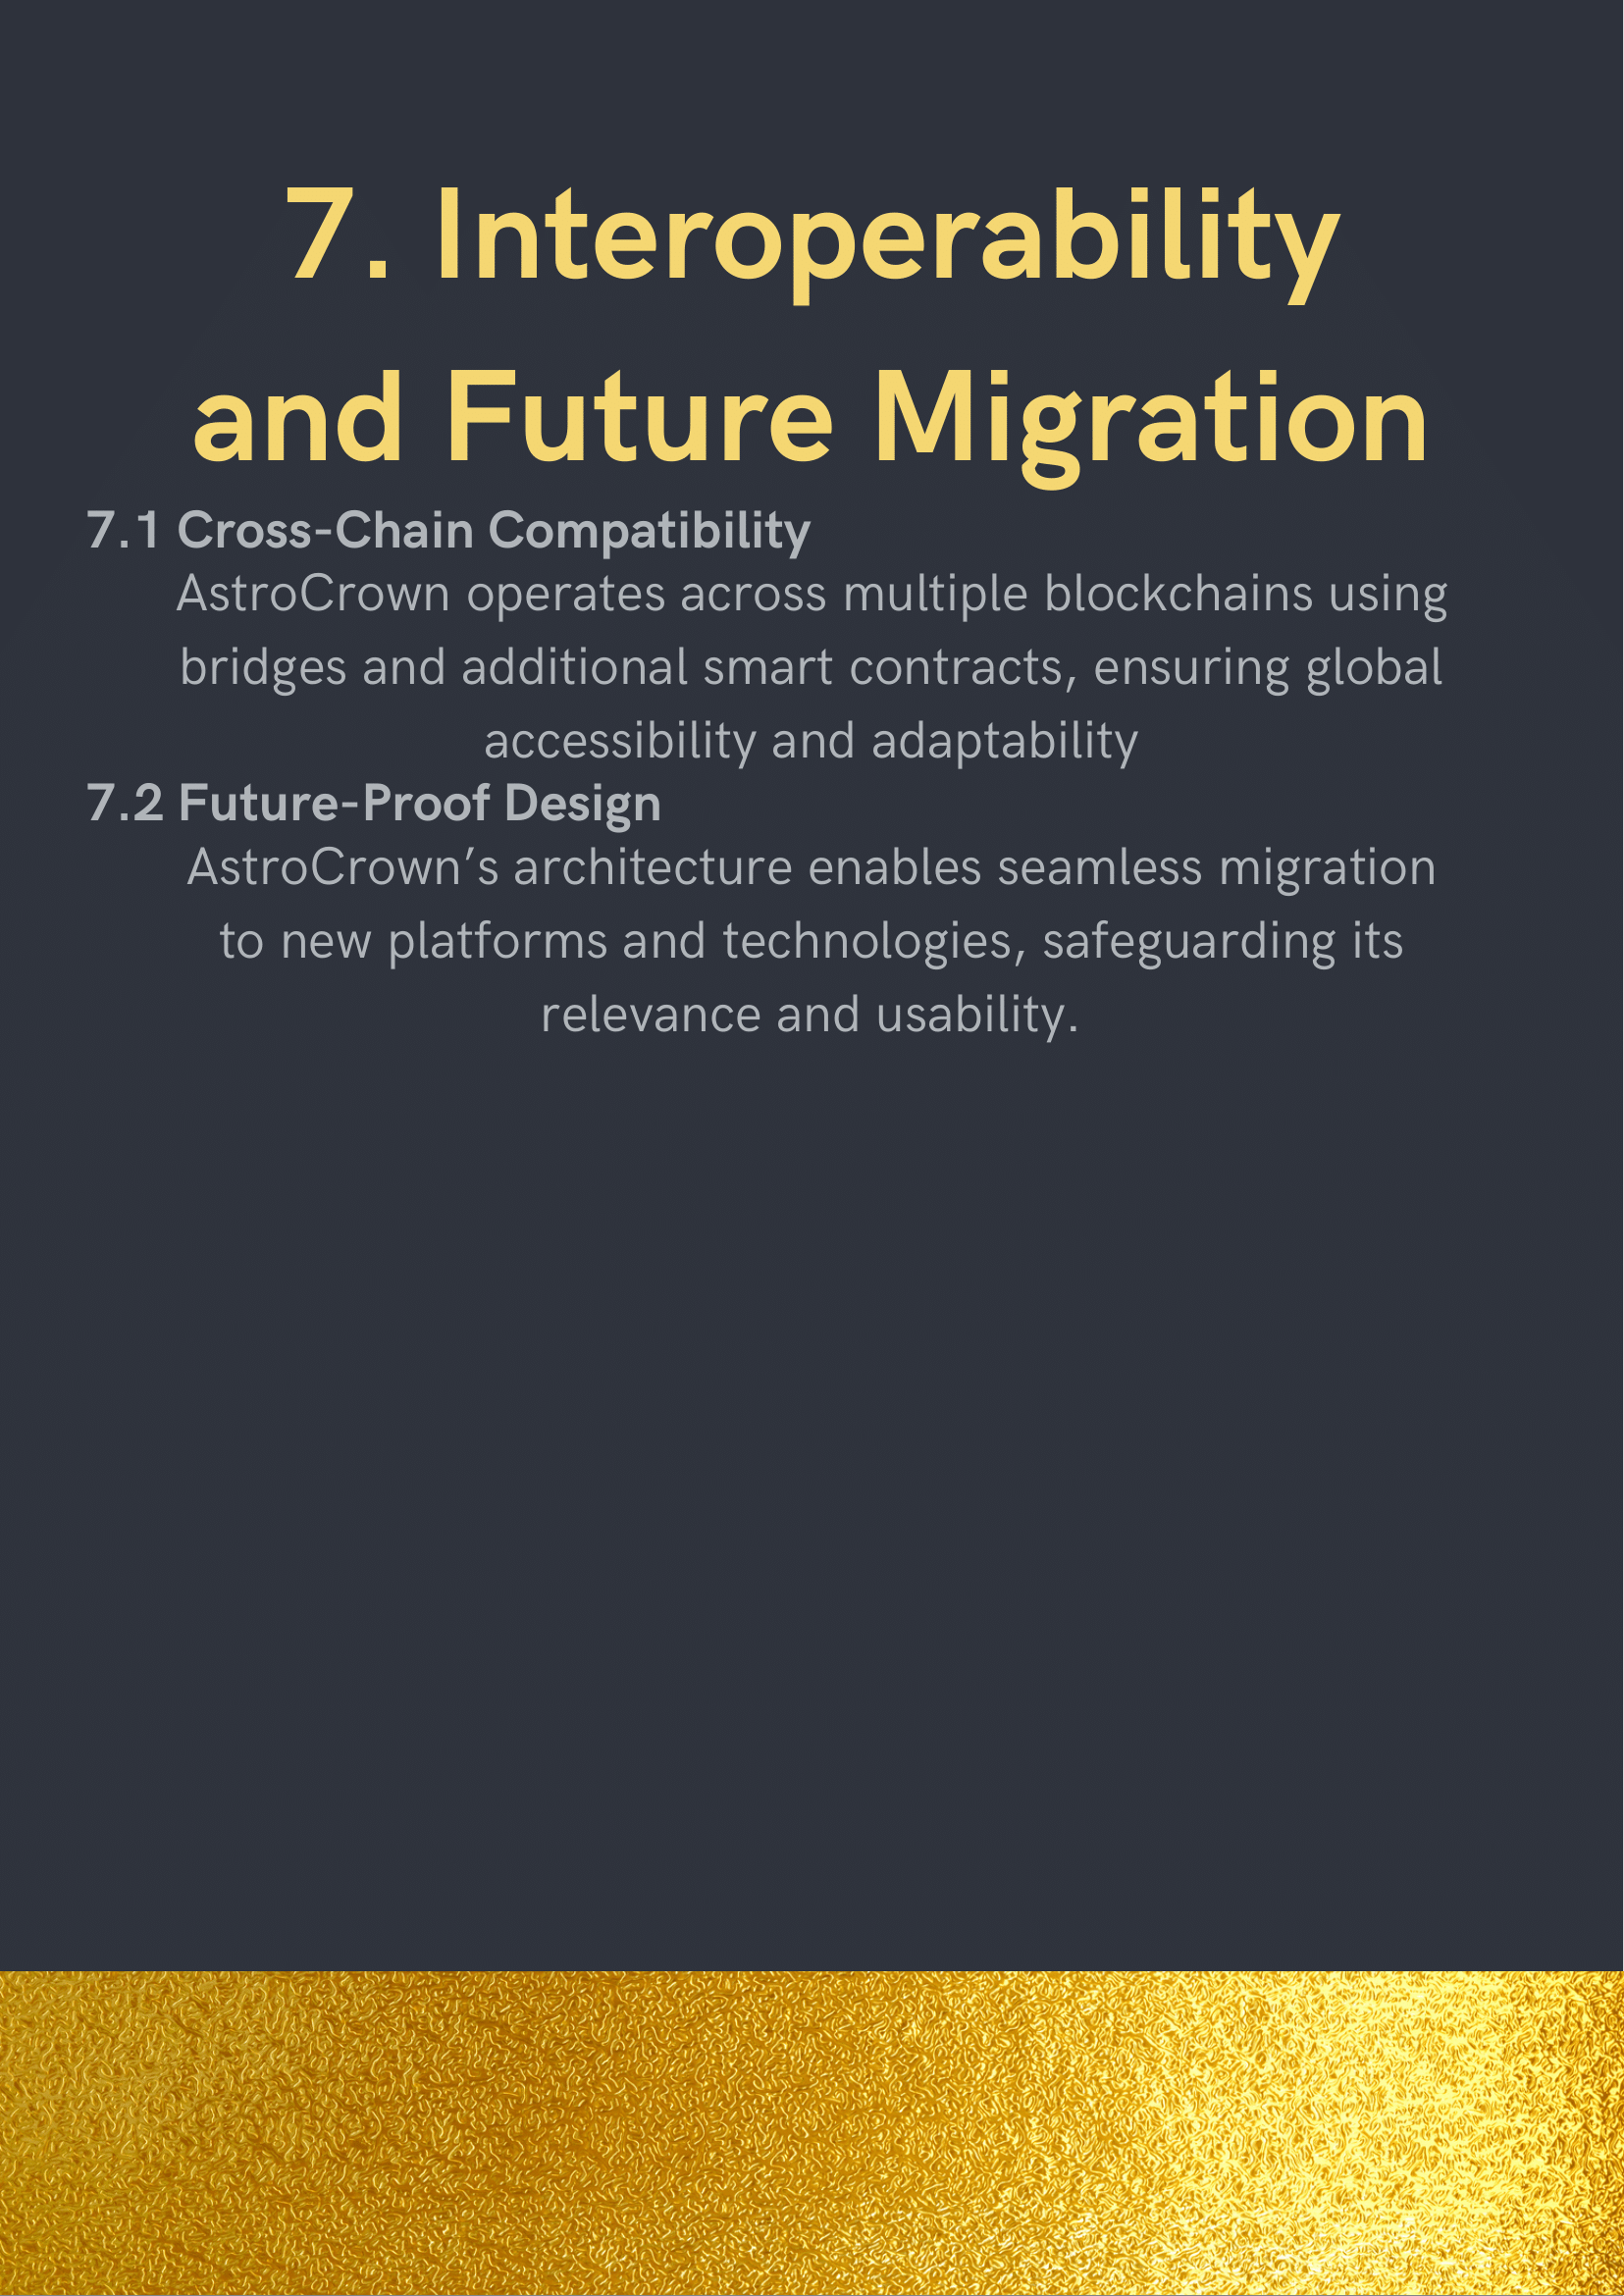 7. Interoperability
and Future Migration
7.1 Cross-Chain Compatibility
AstroCrown operates across multiple blockchains using
bridges and additional smart contracts, ensuring global
accessibility and adaptability
7.2 Future-Proof Design
AstroCrown’s architecture enables seamless migration
to new platforms and technologies, safeguarding its
relevance and usability.